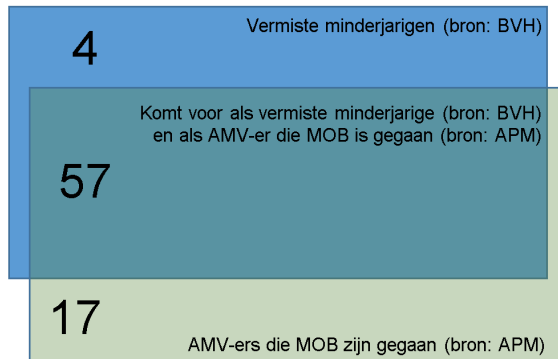 4
Vermiste minderjarigen (bron: BVH)
Komt voor als vermiste minderjarige (bron: BVH)
en als AMV-er die MOB is gegaan (bron: APM)
57
17
AMV-ers die MOB zijn gegaan (bron: APM)